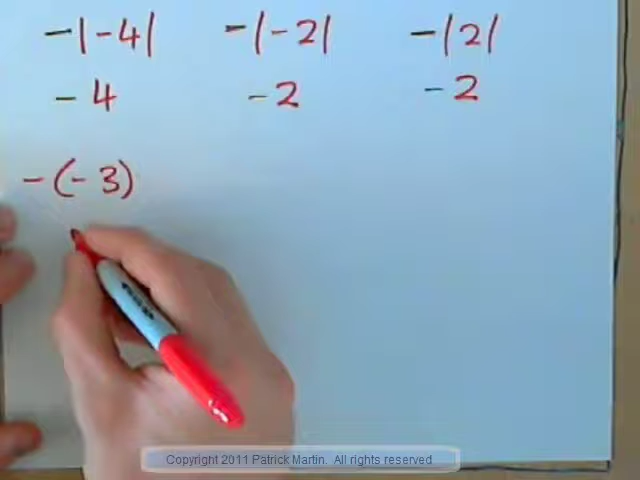 -|-4| -|-2| -|2|
-4 -2 -2
-(-3)
Copyright 2011 Patrick Martin. All rights reserved